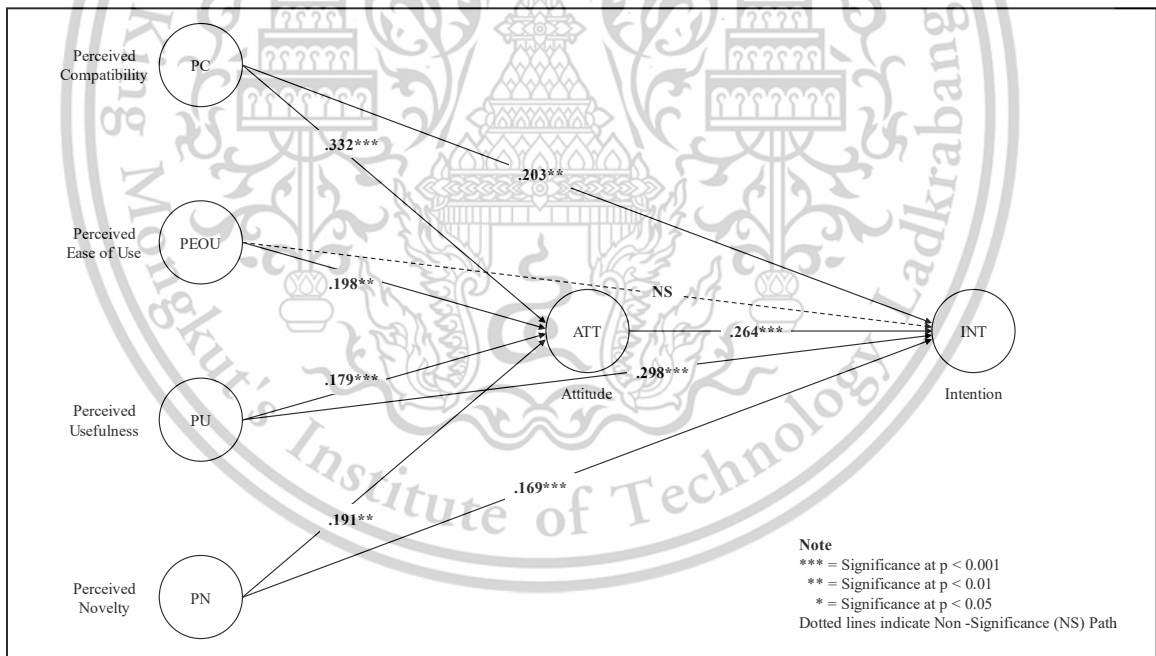 Perceived
Compatibility
PC
.332***
.203**
Perceived
Ease of Use
PEOU
.198**
NS
ATT
.264***
INT
.179***
.298***
Attitude
Intention
Perceived
Usefulness
PU
.169***
.191**
Perceived
Novelty
PN
Note
*** = Significance at p < 0.001
** = Significance at p < 0.01
* = Significance at p < 0.05
Dotted lines indicate Non -Significance (NS) Path
King Mongkut's Institute of Technology Ladkrabang